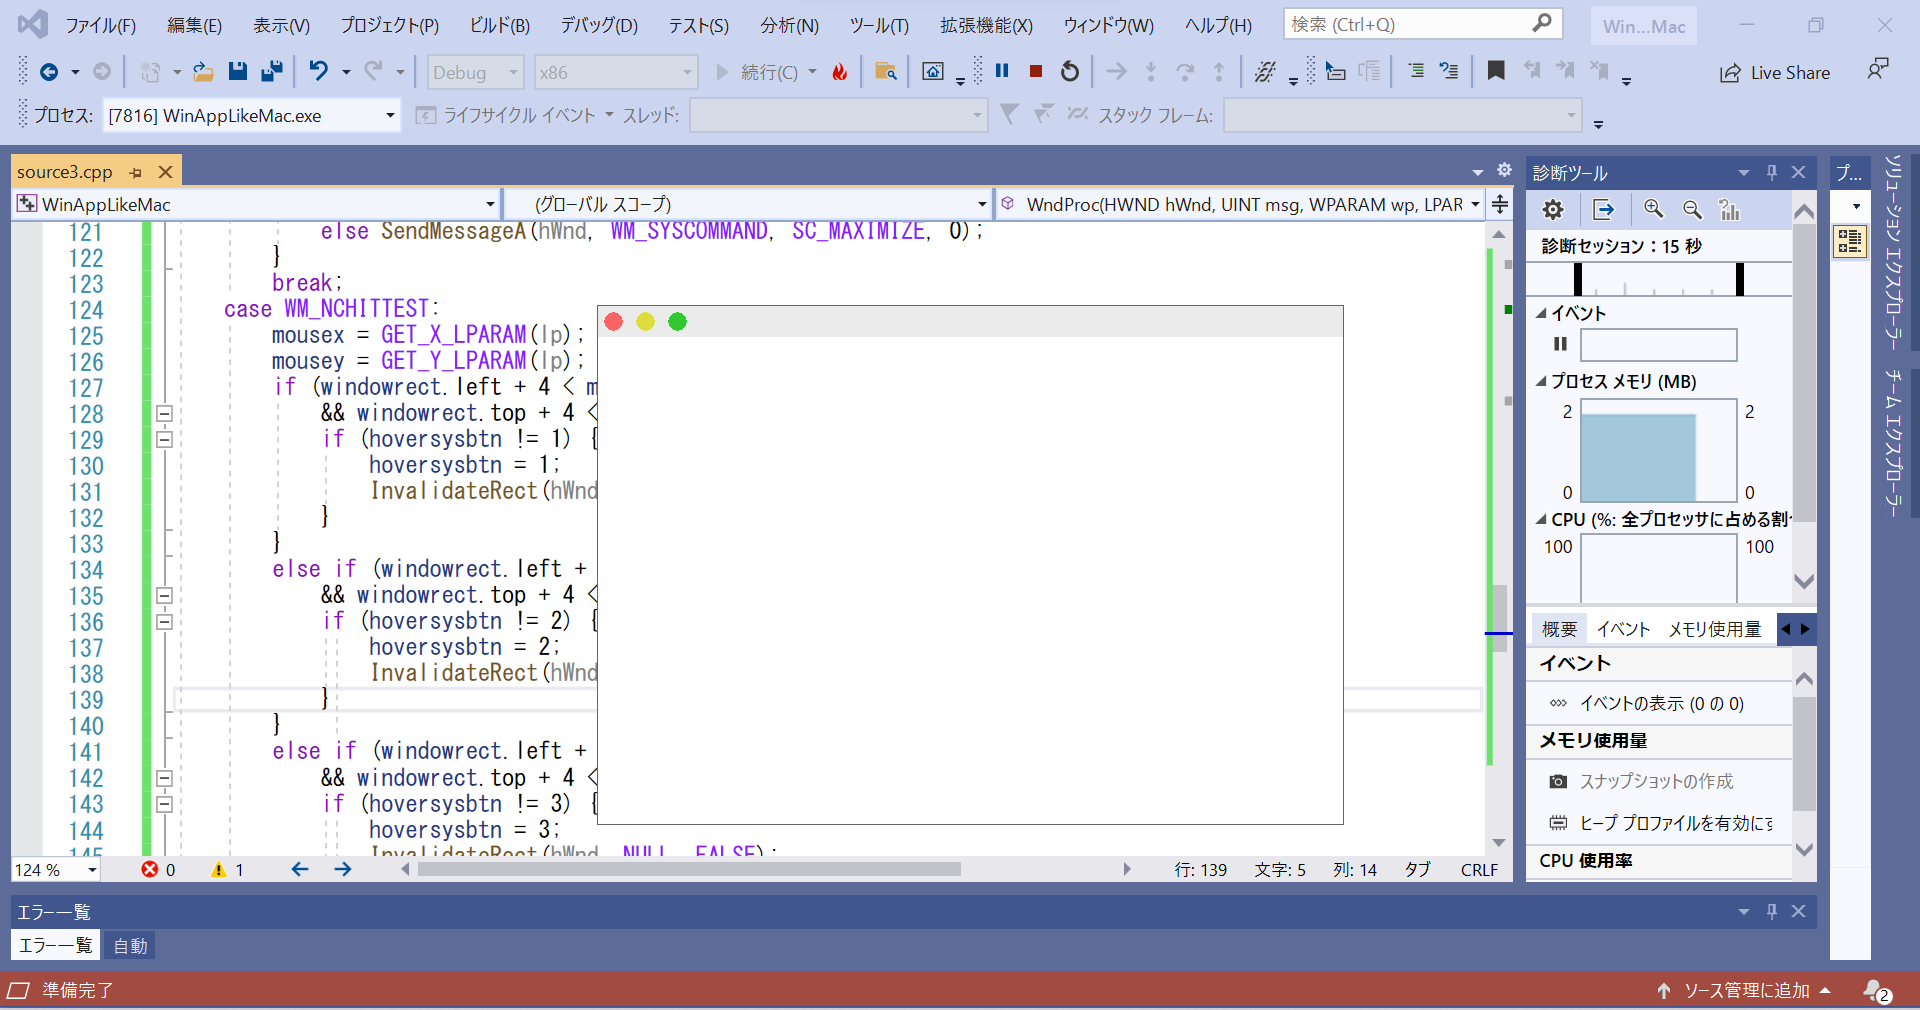 ファイル(F) 編集(E) 表示(V) プロジェクト(P) ビルド(B) デバッグ(D) テスト(S) 分析(N) ツール(T) 拡張機能(X) ウィンドウ(W) ヘルプ(H) 検索 (Ctrl+Q) Win...Mac
Debug x86 続行(C) Live Share
プロセス: [7816] WinAppLikeMac.exe ライフサイクル イベント スレッド: スタック フレーム:
source3.cpp
WinAppLikeMac (グローバル スコープ) WndProc(HWND hWnd, UINT msg, WPARAM wp, LPAR
121 else SendMessageA(hWnd, WM_SYSCOMMAND, SC_MAXIMIZE, 0);
122 }
123 break;
124 case WM_NCHITTEST:
125 mousex = GET_X_LPARAM(lp);
126 mousey = GET_Y_LPARAM(lp);
127 if (windowrect.left + 4 < m
128 && windowrect.top + 4 <
129 if (hoversysbtn != 1) {
130 hoversysbtn = 1;
131 InvalidateRect(hWnd
132 }
133 }
134 else if (windowrect.left +
135 && windowrect.top + 4 <
136 if (hoversysbtn != 2) {
137 hoversysbtn = 2;
138 InvalidateRect(hWnd
139 }
140 }
141 else if (windowrect.left +
142 && windowrect.top + 4 <
143 if (hoversysbtn != 3) {
144 hoversysbtn = 3;
145 InvalidateRect(hWnd, NULL, FALSE);
124 % 0 1 行: 139 文字: 5 列: 14 タブ CRLF
診断ツール
診断セッション：15 秒
イベント
プロセス メモリ (MB)
2 2
0 0
CPU (%: 全プロセッサに占める割
100 100
概要 イベント メモリ使用量
イベント
イベントの表示 (0 の 0)
メモリ使用量
スナップショットの作成
ヒープ プロファイルを有効にす
CPU 使用率
プ...
ソリューション エクスプローラー
チーム エクスプローラー
エラー一覧
エラー一覧 自動
準備完了 ソース管理に追加 2